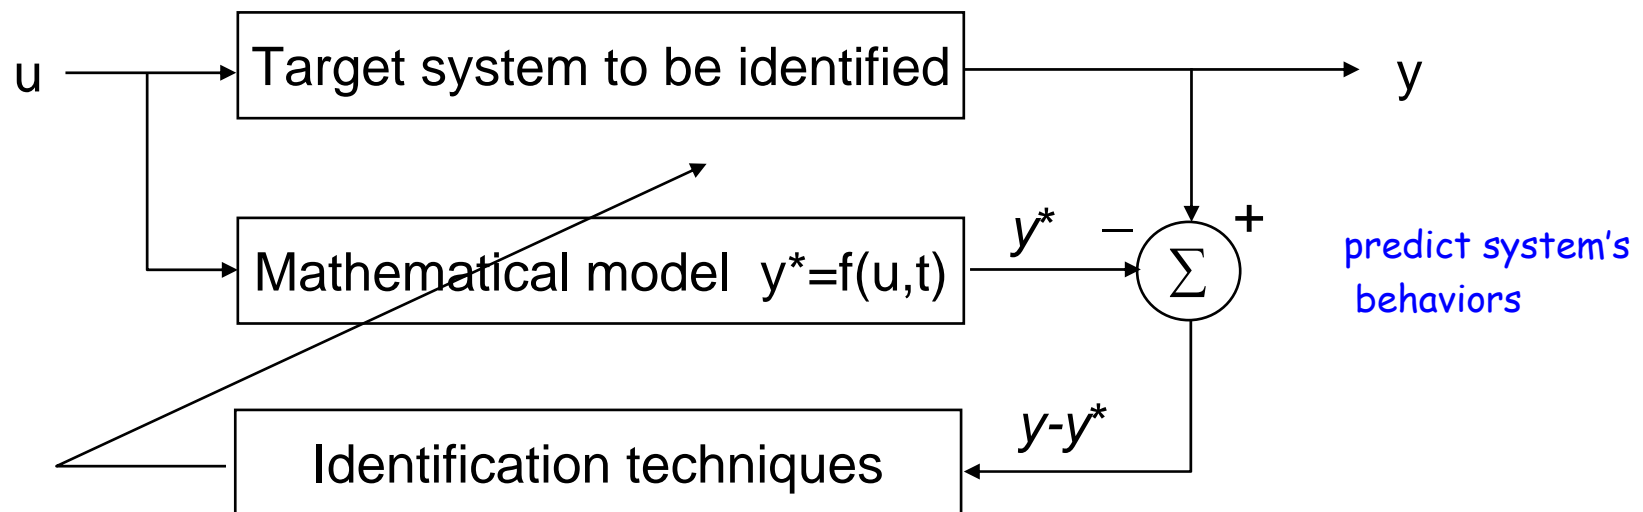 u
Target system to be identified
y
Mathematical model y*=f(u,t)
y*
−
+
Σ
predict system's
behaviors
y-y*
Identification techniques